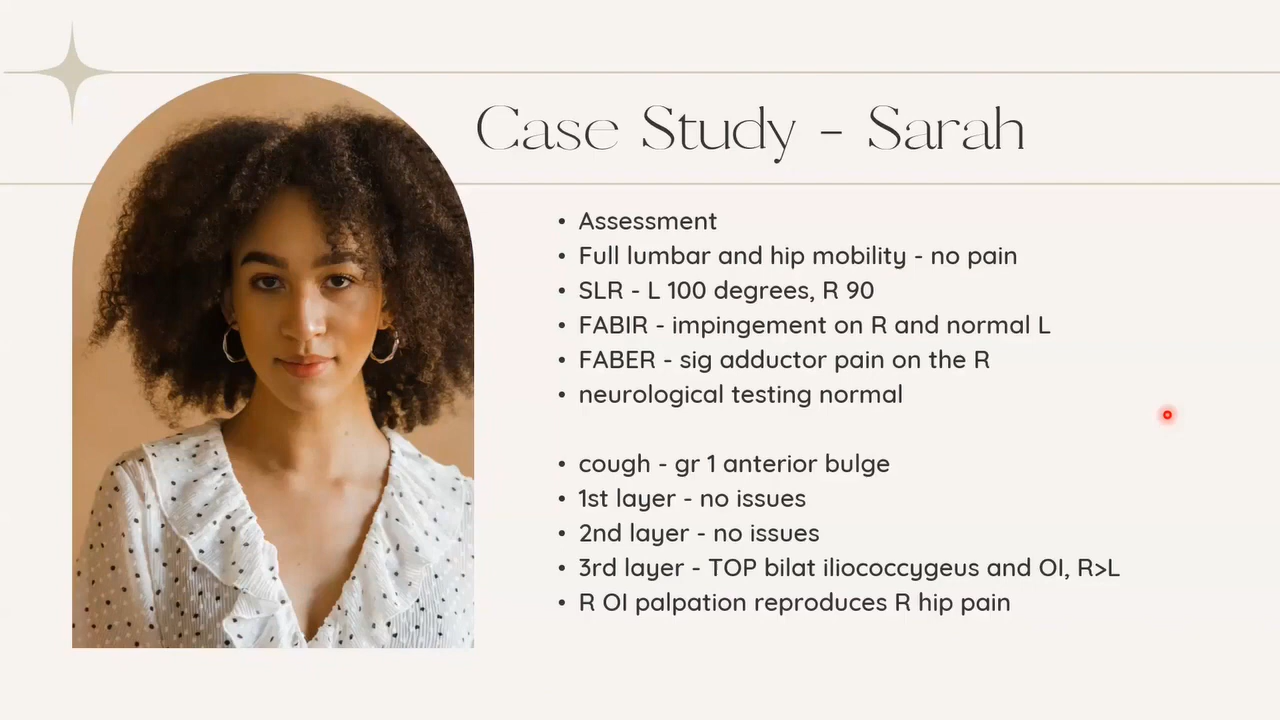 Case Study - Sarah
• Assessment
• Full lumbar and hip mobility - no pain
• SLR - L 100 degrees, R 90
• FABIR - impingement on R and normal L
• FABER - sig adductor pain on the R
• neurological testing normal
• cough - gr 1 anterior bulge
• 1st layer - no issues
• 2nd layer - no issues
• 3rd layer - TOP bilat iliococcygeus and OI, R>L
• R OI palpation reproduces R hip pain